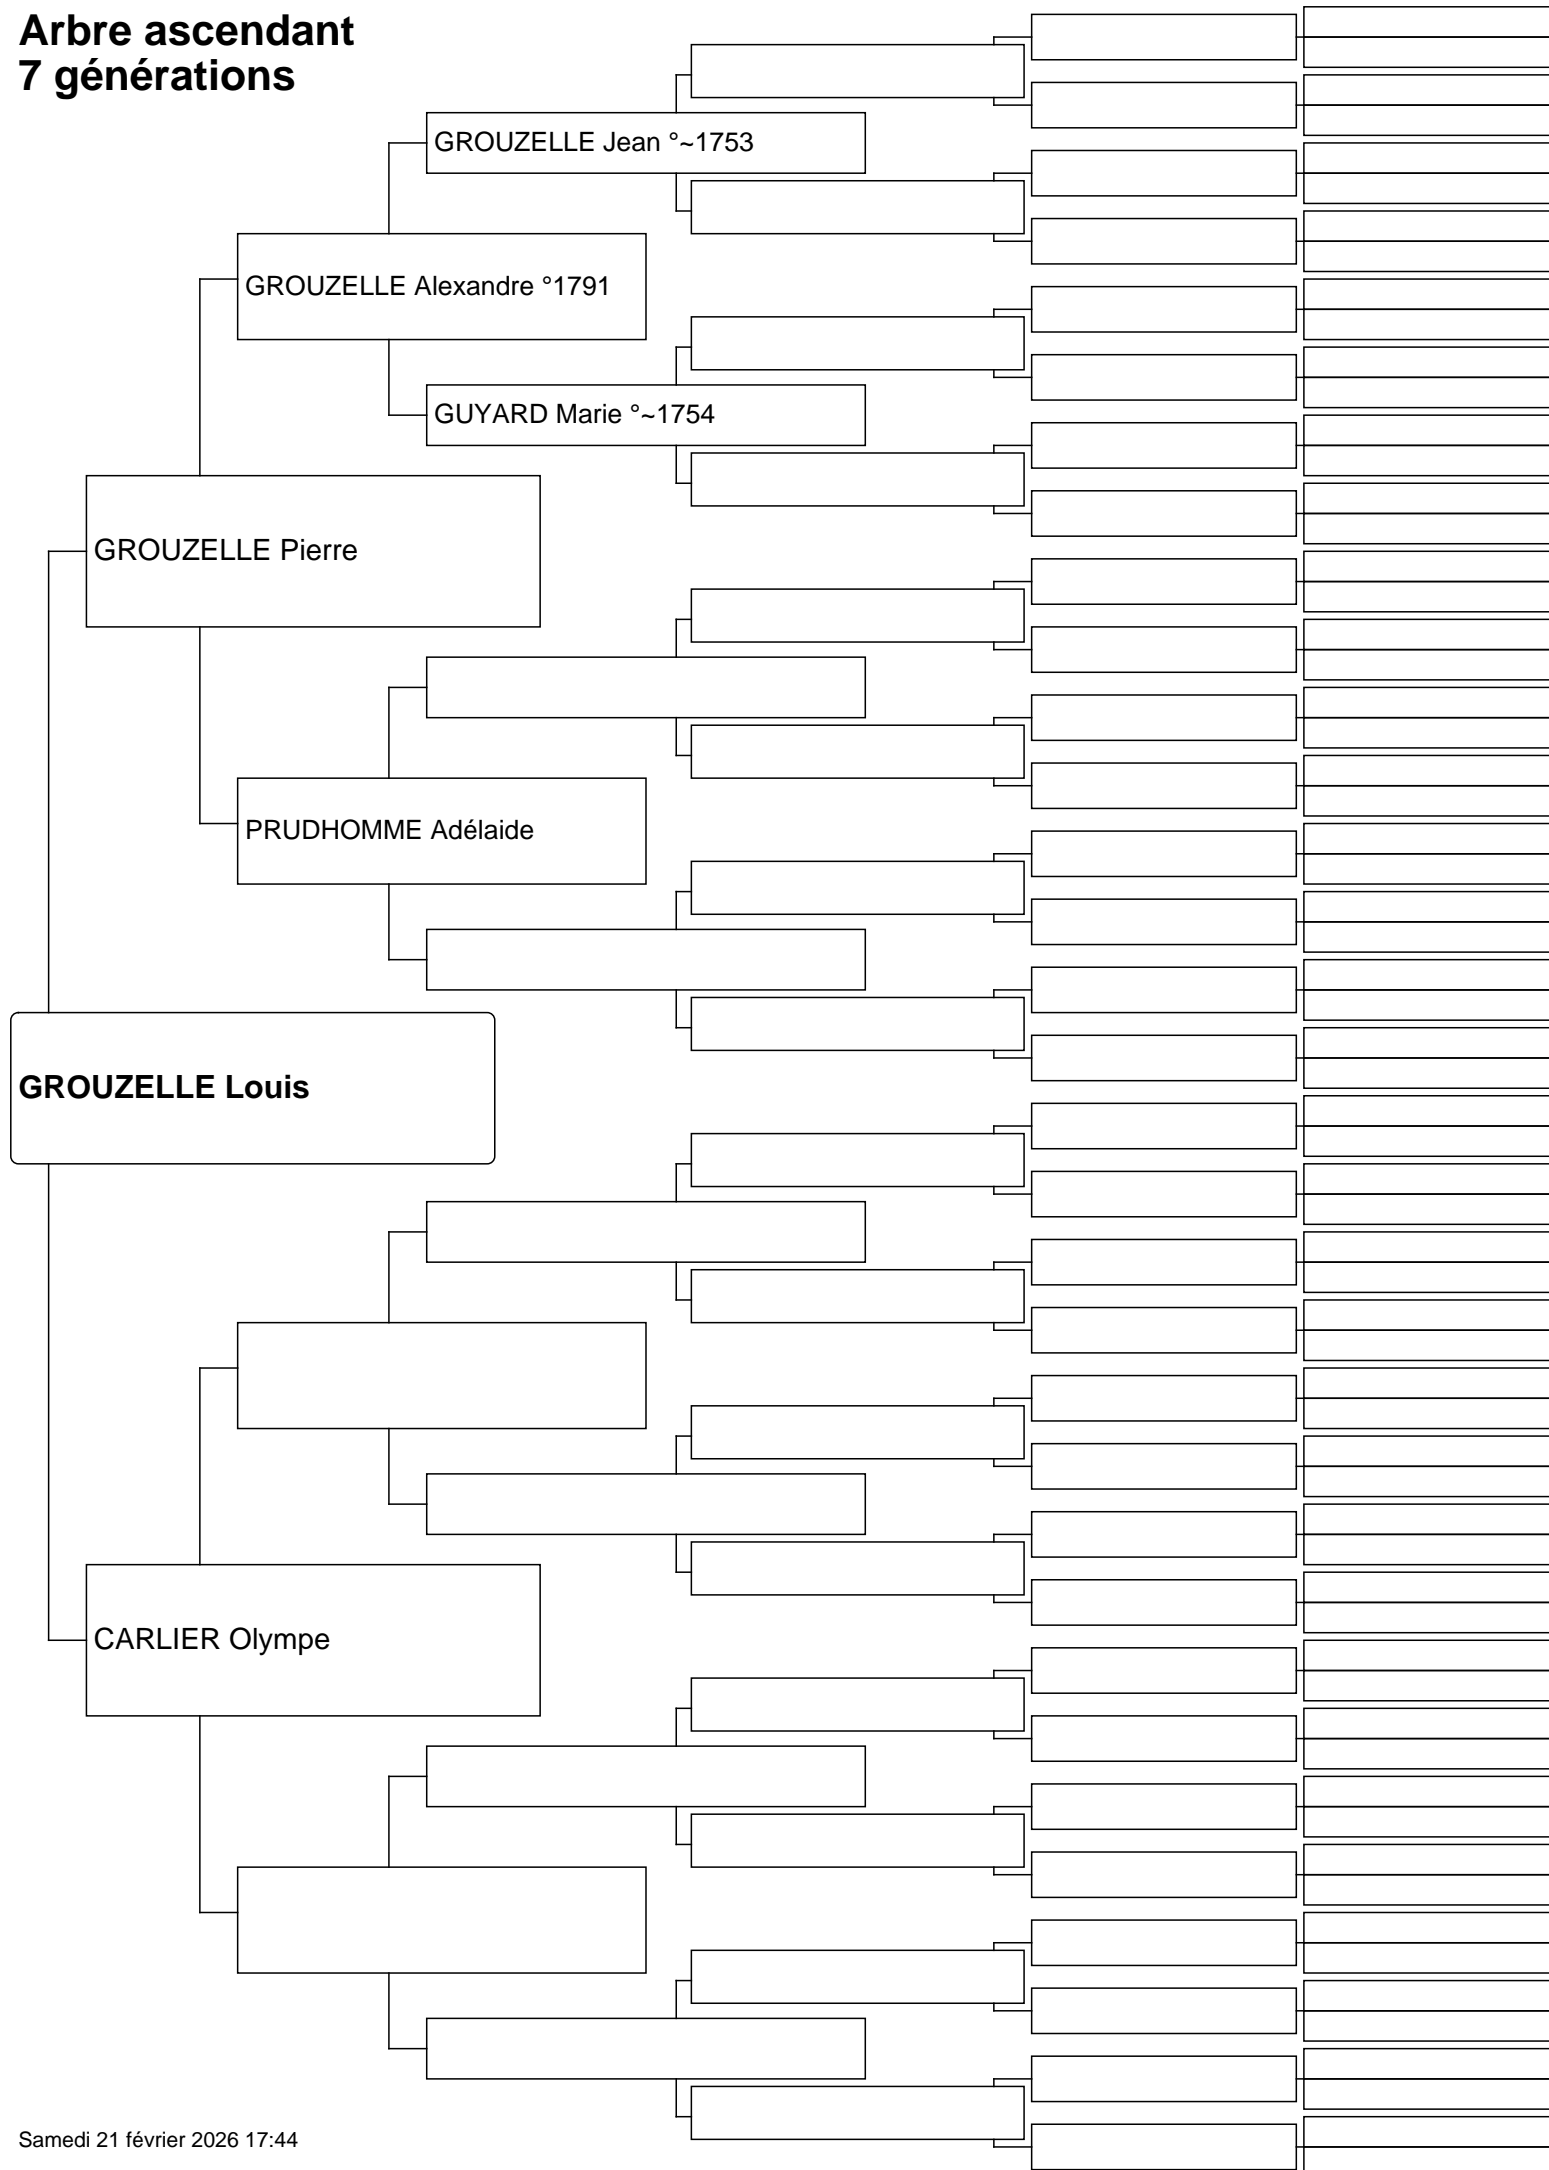 Arbre ascendant
7 générations
GROUZELLE Jean °~1753
GROUZELLE Alexandre °1791
GUYARD Marie °~1754
GROUZELLE Pierre
PRUDHOMME Adélaide
GROUZELLE Louis
CARLIER Olympe
Samedi 21 février 2026 17:44